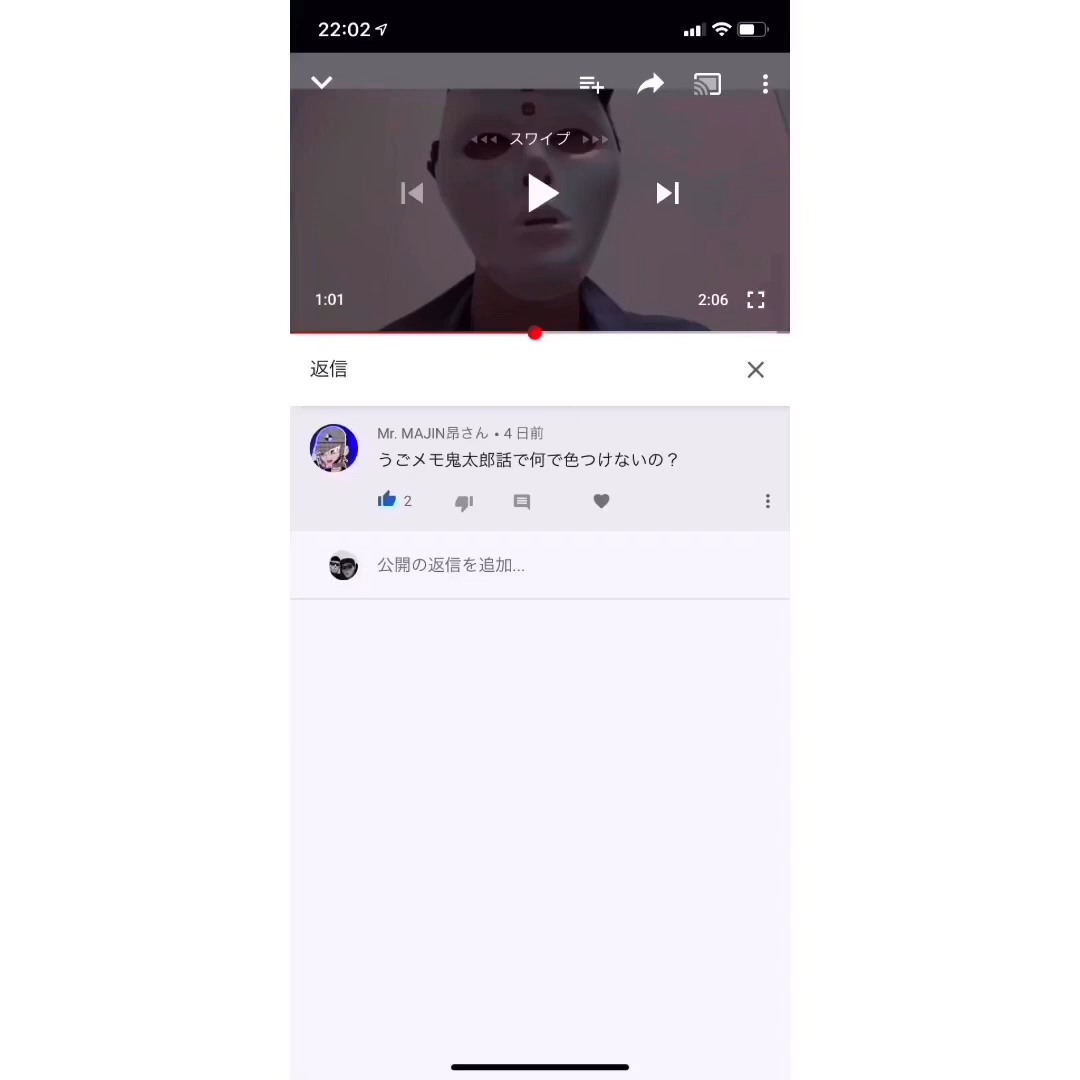 22:02
スワイプ
1:01
2:06
返信
Mr. MAJIN昂さん • 4 日前
うごメモ鬼太郎話で何で色つけないの？
2
公開の返信を追加...